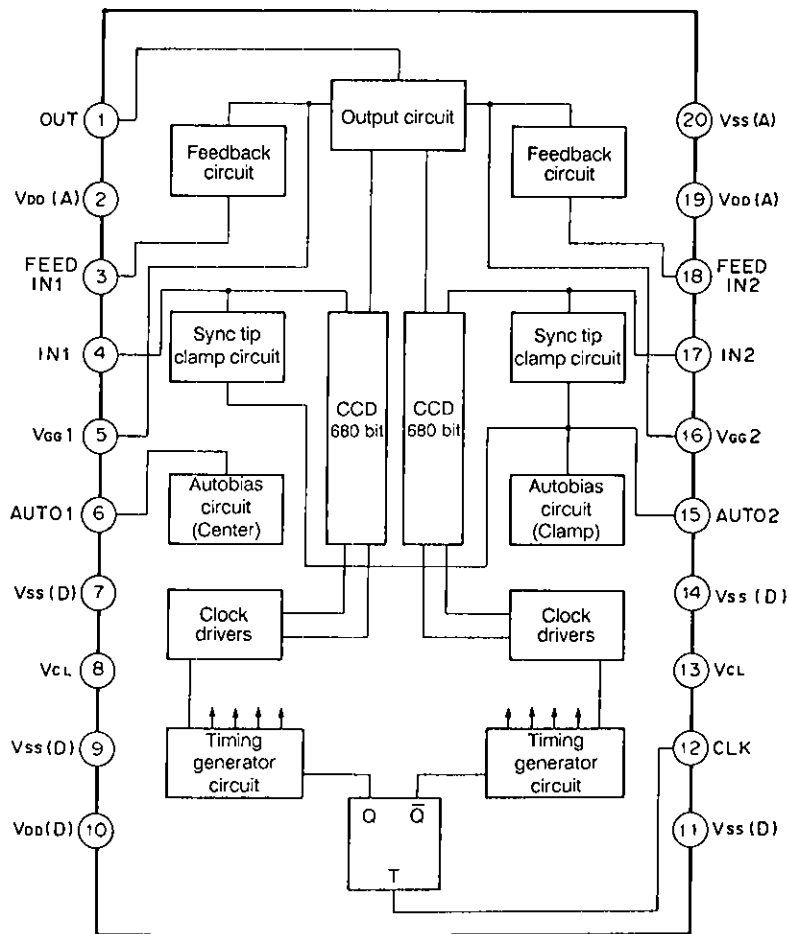 OUT
1
VDD (A)
2
FEED
IN1
3
IN1
4
VGG1
5
AUTO1
6
VSS (D)
7
VCL
8
VSS (D)
9
VDD (D)
10
Output circuit
Feedback
circuit
Feedback
circuit
Sync tip
clamp circuit
Sync tip
clamp circuit
CCD
680 bit
CCD
680 bit
Autobias
circuit
(Center)
Autobias
circuit
(Clamp)
Clock
drivers
Clock
drivers
Timing
generator
circuit
Timing
generator
circuit
Q Q̅
T
20
VSS (A)
19
VDD (A)
18
FEED
IN2
17
IN2
16
VGG2
15
AUTO2
14
VSS (D)
13
VCL
12
CLK
11
VSS (D)